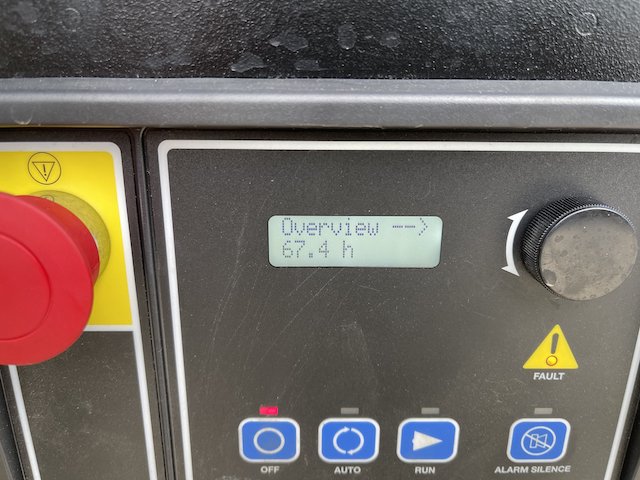 Overview -->
67.4 h
FAULT
OFF
AUTO
RUN
ALARM SILENCE